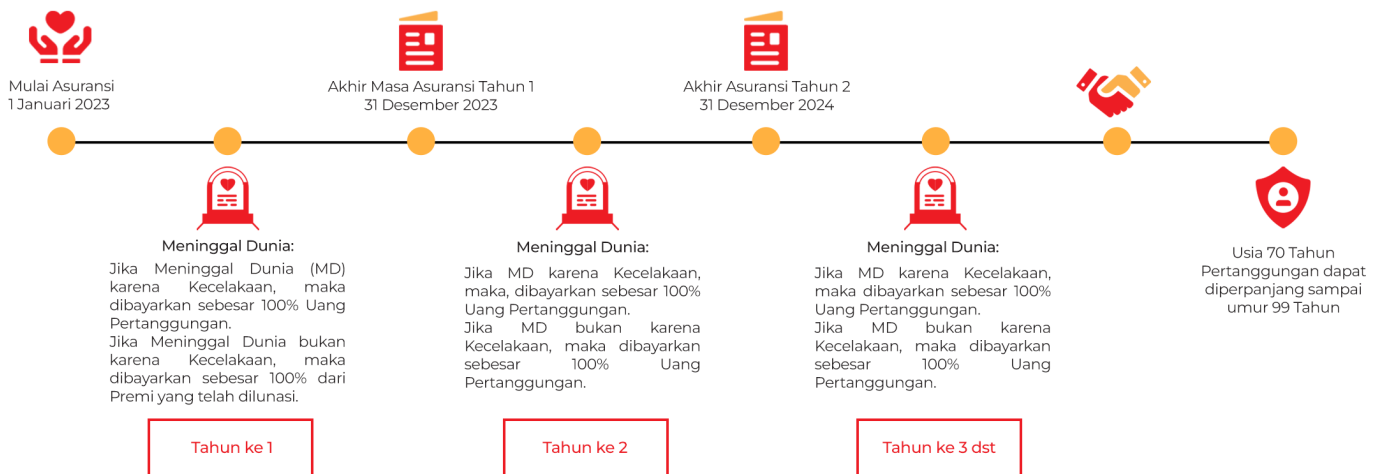 Mulai Asuransi
1 Januari 2023
Akhir Masa Asuransi Tahun 1
31 Desember 2023
Akhir Asuransi Tahun 2
31 Desember 2024
Meninggal Dunia:
Jika Meninggal Dunia (MD)
karena Kecelakaan, maka
dibayarkan sebesar 100% Uang
Pertanggungan.
Jika Meninggal Dunia bukan
karena Kecelakaan, maka
dibayarkan sebesar 100% dari
Premi yang telah dilunasi.
Tahun ke 1
Meninggal Dunia:
Jika MD karena Kecelakaan,
maka, dibayarkan sebesar 100%
Uang Pertanggungan.
Jika MD bukan karena
Kecelakaan, maka dibayarkan
sebesar 100% Uang
Pertanggungan.
Tahun ke 2
Meninggal Dunia:
Jika MD karena Kecelakaan,
maka dibayarkan sebesar 100%
Uang Pertanggungan.
Jika MD bukan karena
Kecelakaan, maka dibayarkan
sebesar 100% Uang
Pertanggungan.
Tahun ke 3 dst
Usia 70 Tahun
Pertanggungan dapat
diperpanjang sampai
umur 99 Tahun